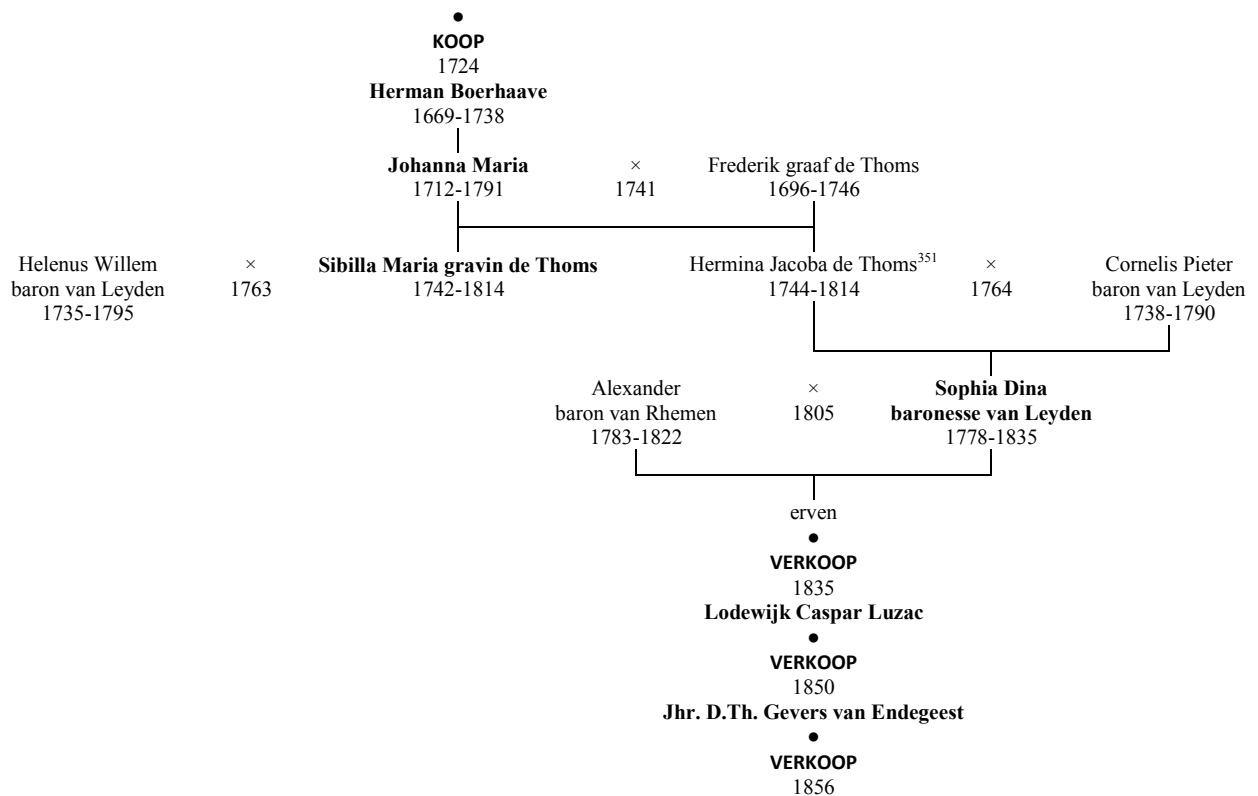 KOOP
1724
Herman Boerhaave
1669-1738
Johanna Maria × Frederik graaf de Thoms
1712-1791 1741 1696-1746
Helenus Willem × Sibilla Maria gravin de Thoms Hermina Jacoba de Thoms351 × Cornelis Pieter
baron van Leyden 1763 1742-1814 1744-1814 1764 baron van Leyden
1735-1795 1738-1790
Alexander × Sophia Dina
baron van Rhemen 1805 baronesse van Leyden
1783-1822 1778-1835
erven
VERKOOP
1835
Lodewijk Caspar Luzac
VERKOOP
1850
Jhr. D.Th. Gevers van Endegeest
VERKOOP
1856